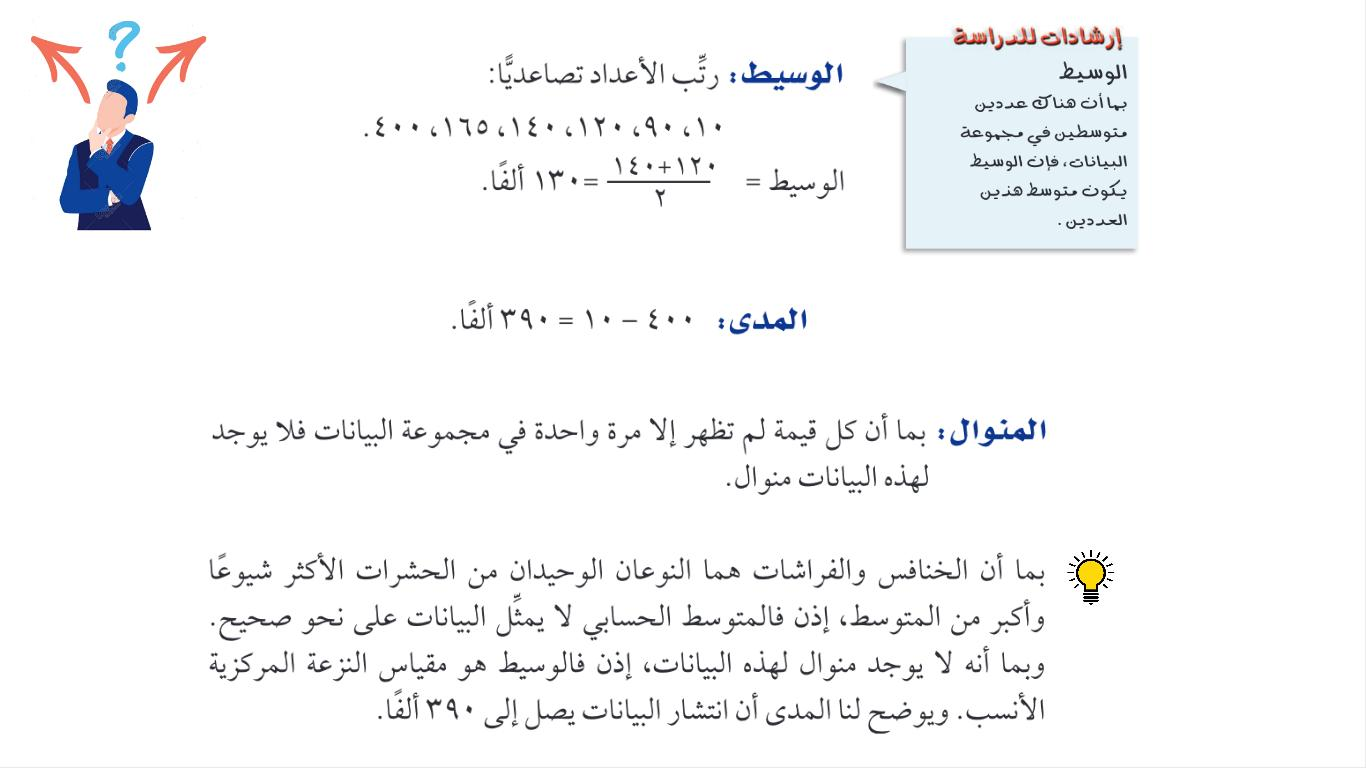 إرشادات للدراسة
الوسيط
بما أن هناك عددين
متوسطين في مجموعة
البيانات، فإن الوسيط
يكون متوسط هذين
العددين .
الوسيط: رتِّب الأعداد تصاعديًّا:
١٠، ٩٠، ١٢٠، ١٤٠، ١٦٥، ٤٠٠.
الوسيط = ١٢٠+١٤٠ / ٢ = ١٣٠ ألفًا.
المدى: ٤٠٠ – ١٠ = ٣٩٠ ألفًا.
المنوال: بما أن كل قيمة لم تظهر إلا مرة واحدة في مجموعة البيانات فلا يوجد
لهذه البيانات منوال.
بما أن الخنافس والفراشات هما النوعان الوحيدان من الحشرات الأكثر شيوعًا
وأكبر من المتوسط، إذن فالمتوسط الحسابي لا يمثِّل البيانات على نحو صحيح.
وبما أنه لا يوجد منوال لهذه البيانات، إذن فالوسيط هو مقياس النزعة المركزية
الأنسب. ويوضح لنا المدى أن انتشار البيانات يصل إلى ٣٩٠ ألفًا.